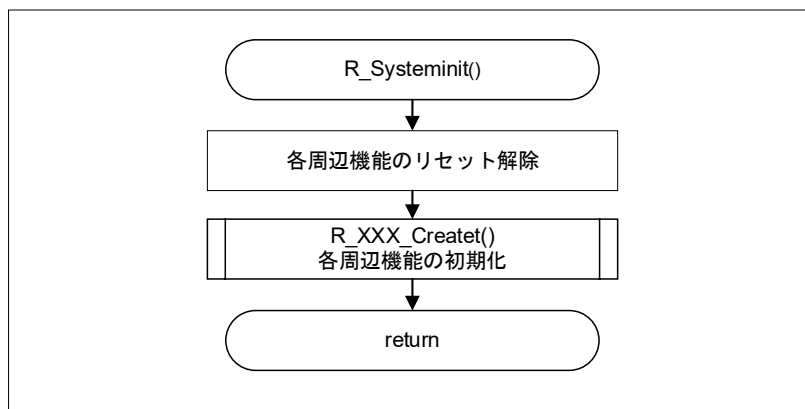 R_Systeminit()
各周辺機能のリセット解除
R_XXX_Createt()
各周辺機能の初期化
return